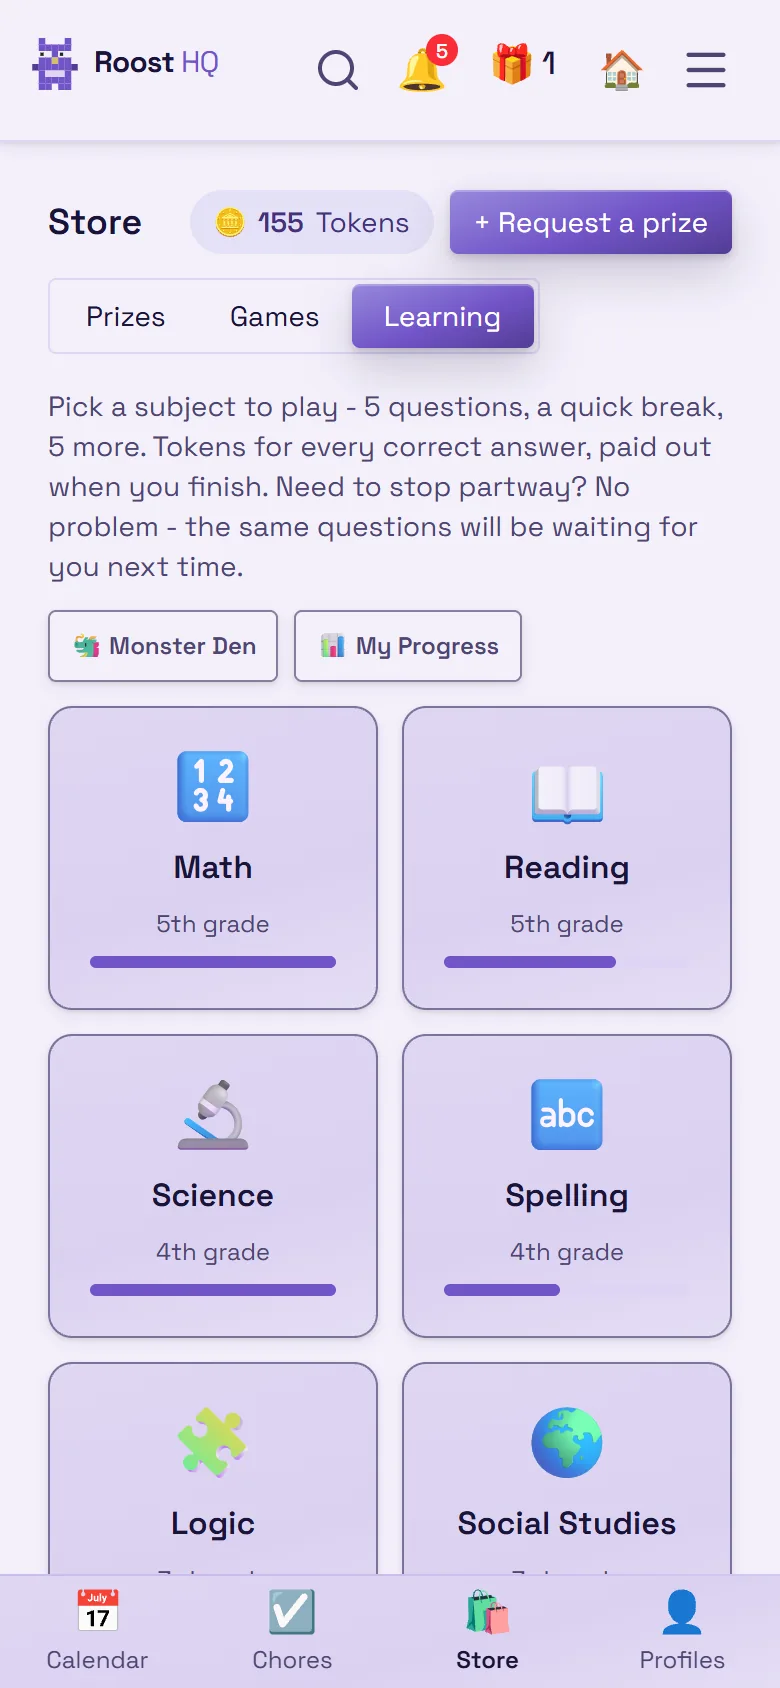 Roost HQ
5
1
Store
155 Tokens
+ Request a prize
Prizes
Games
Learning
Pick a subject to play - 5 questions, a quick break,
5 more. Tokens for every correct answer, paid out
when you finish. Need to stop partway? No
problem - the same questions will be waiting for
you next time.
Monster Den
My Progress
1 2
3 4
Math
5th grade
Reading
5th grade
Science
4th grade
abc
Spelling
4th grade
Logic
Social Studies
July
17
Calendar
Chores
Store
Profiles